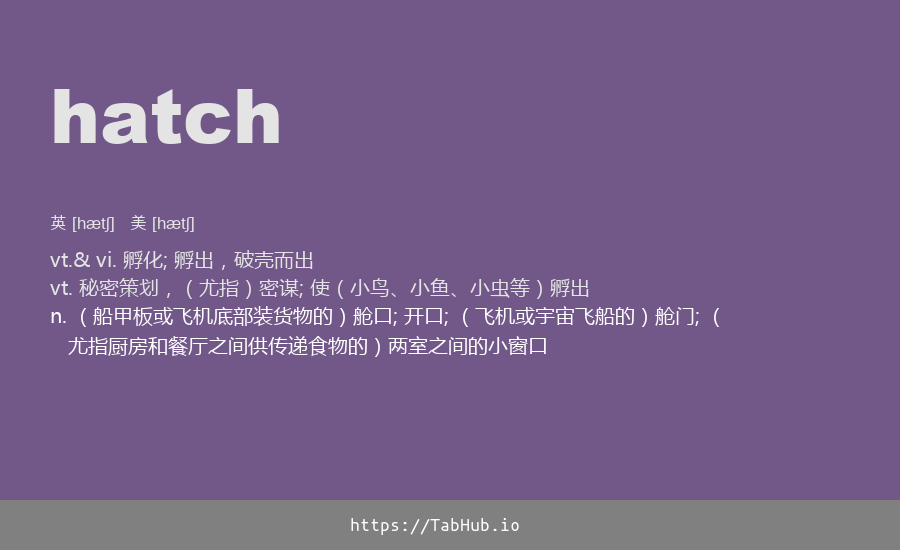 hatch
英 [hætʃ] 美 [hætʃ]
vt.& vi. 孵化; 孵出，破壳而出
vt. 秘密策划，（尤指）密谋; 使（小鸟、小鱼、小虫等）孵出
n. （船甲板或飞机底部装货物的）舱口; 开口; （飞机或宇宙飞船的）舱门; （
尤指厨房和餐厅之间供传递食物的）两室之间的小窗口
https://TabHub.io